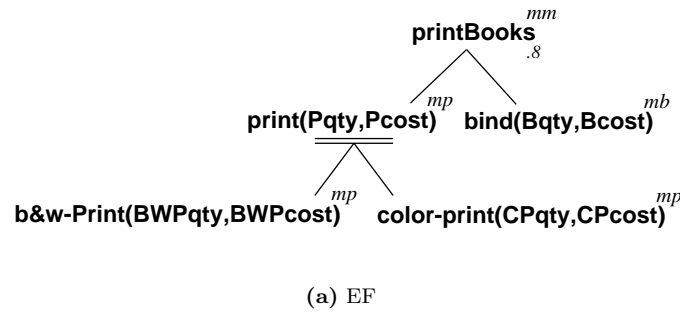 printBooks mm .8
print(Pqty,Pcost) mp bind(Bqty,Bcost) mb
b&w-Print(BWPqty,BWPcost) mp color-print(CPqty,CPcost) mp
(a) EF